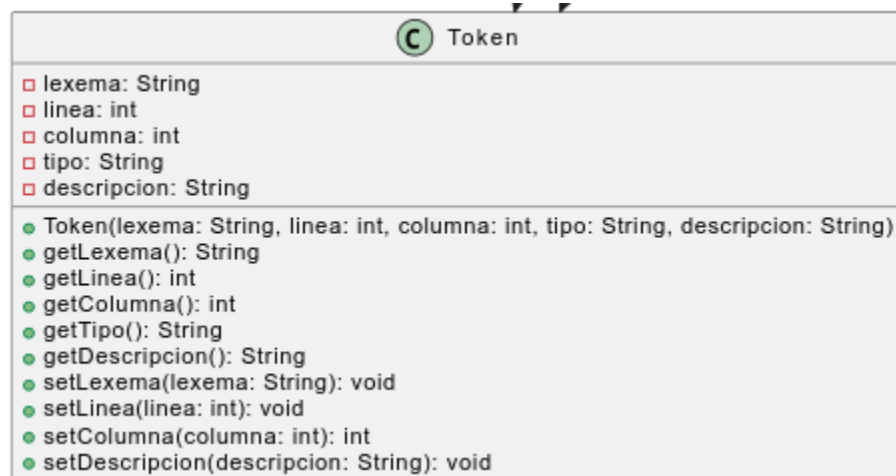 C Token
lexema: String
linea: int
columna: int
tipo: String
descripcion: String
Token(lexema: String, linea: int, columna: int, tipo: String, descripcion: String)
getLexema(): String
getLinea(): int
getColumna(): int
getTipo(): String
getDescripcion(): String
setLexema(lexema: String): void
setLinea(linea: int): void
setColumna(columna: int): int
setDescripcion(descripcion: String): void